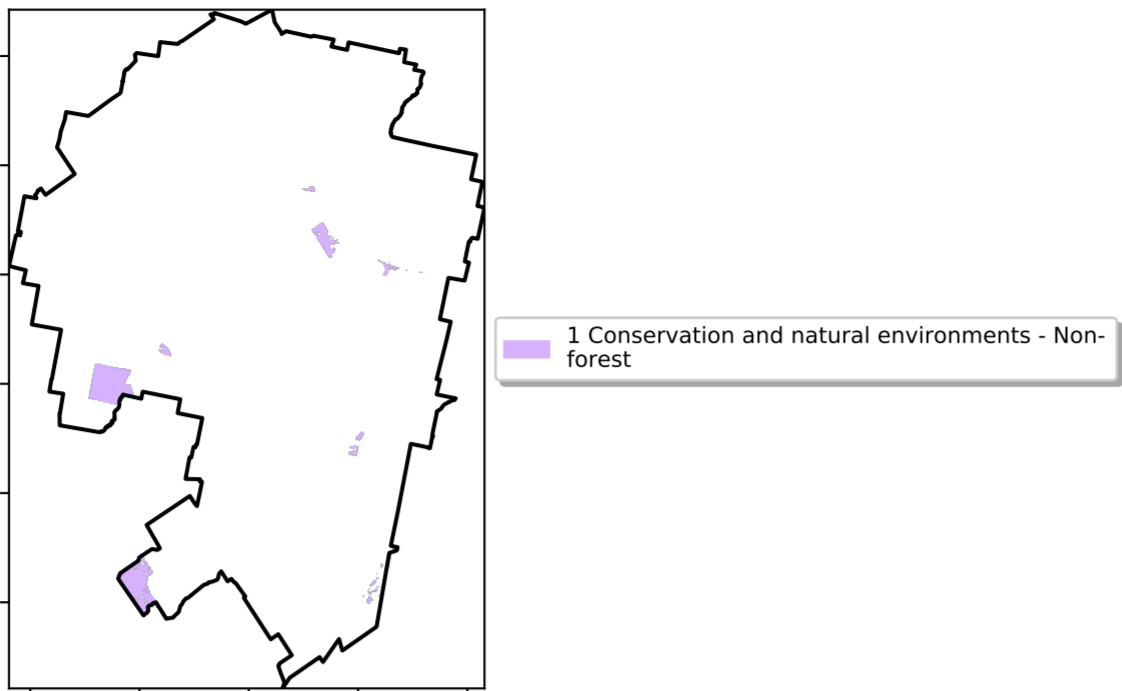 1 Conservation and natural environments - Non-
forest